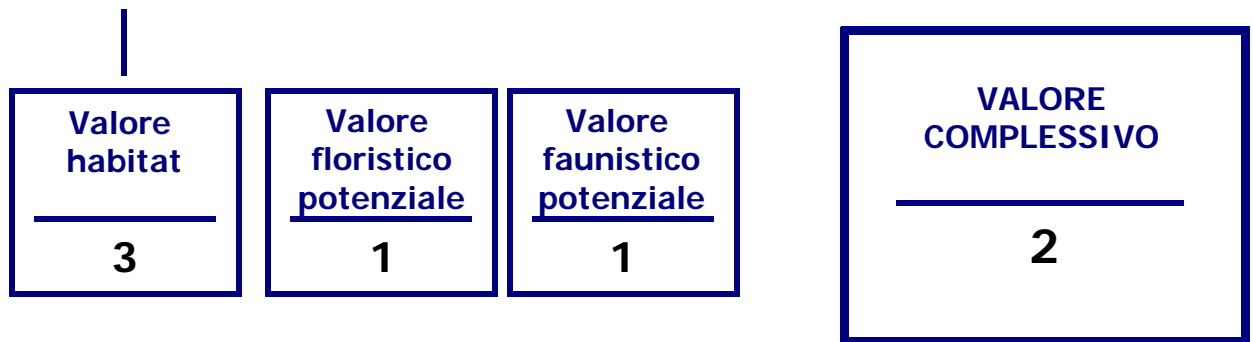 Valore
habitat
3
Valore
floristico
potenziale
1
Valore
faunistico
potenziale
1
VALORE
COMPLESSIVO
2